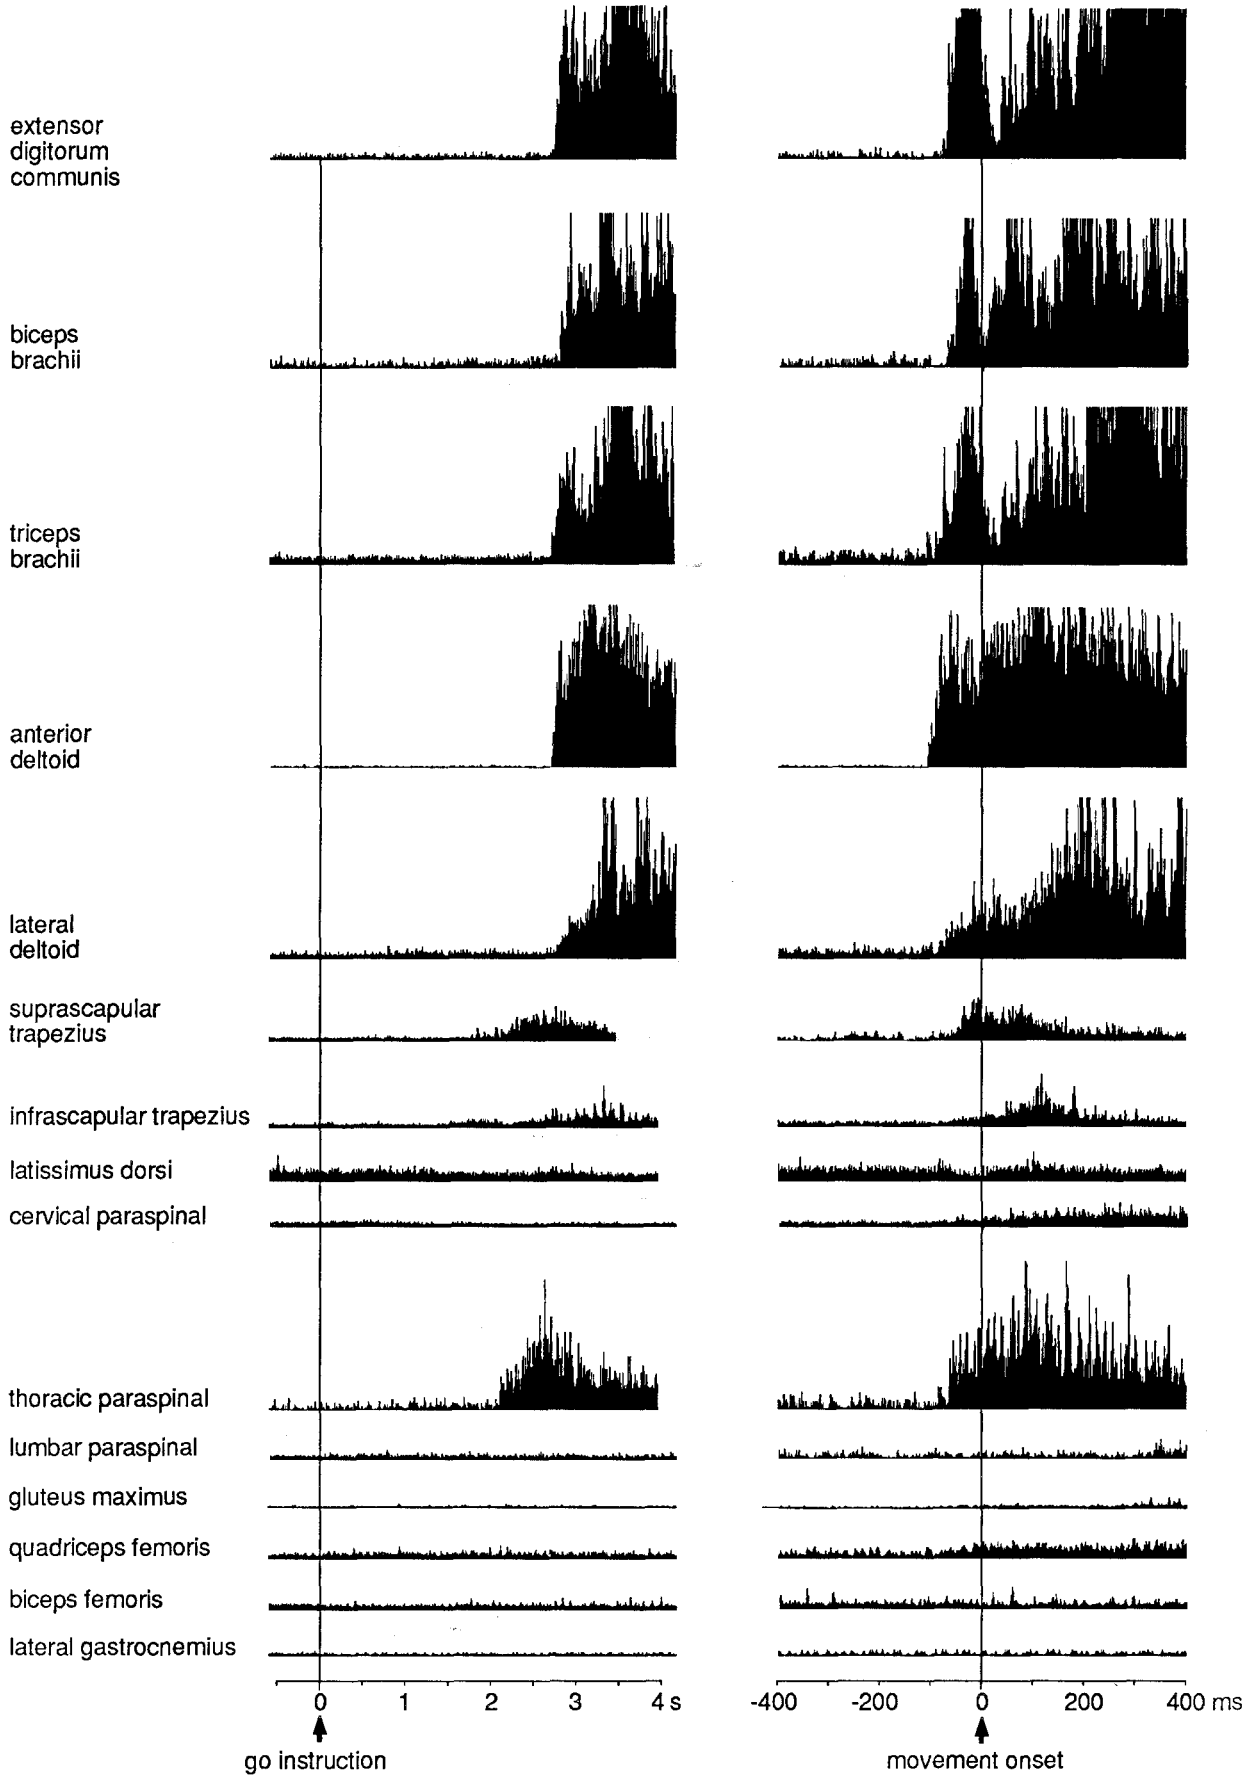 extensor
digitorum
communis
biceps
brachii
triceps
brachii
anterior
deltoid
lateral
deltoid
suprascapular
trapezius
infrascapular trapezius
latissimus dorsi
cervical paraspinal
thoracic paraspinal
lumbar paraspinal
gluteus maximus
quadriceps femoris
biceps femoris
lateral gastrocnemius
0 1 2 3 4 s -400 -200 0 200 400 ms
go instruction movement onset